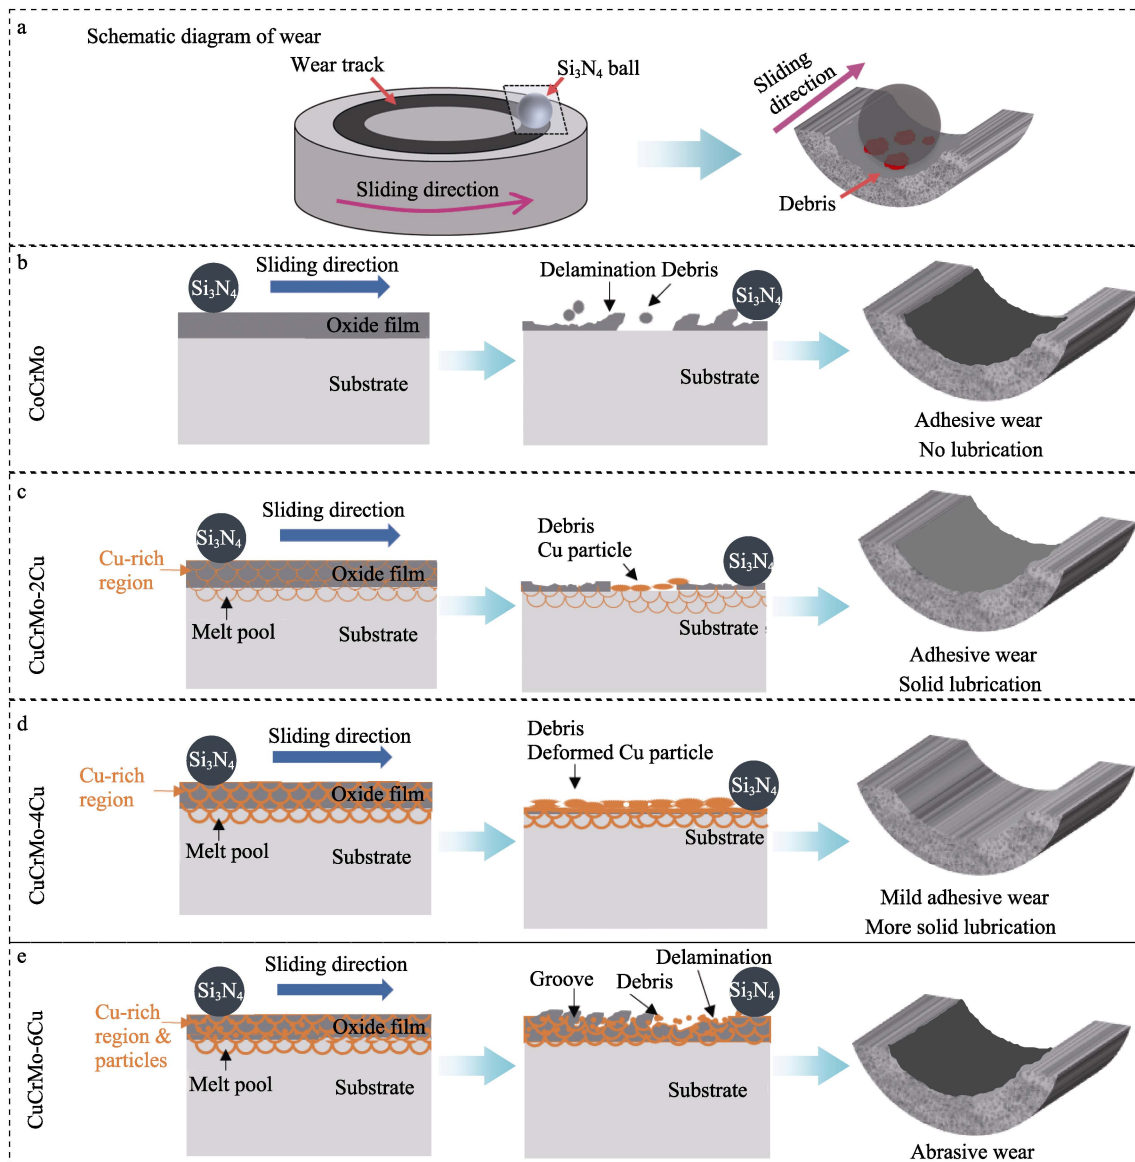 a
Schematic diagram of wear
Wear track
Si₃N₄ ball
Sliding direction
Sliding
direction
Debris
b
CoCrMo
Si₃N₄
Sliding direction
Oxide film
Substrate
Delamination Debris
Si₃N₄
Substrate
Adhesive wear
No lubrication
c
CuCrMo-2Cu
Cu-rich
region
Si₃N₄
Sliding direction
Oxide film
Melt pool
Substrate
Debris
Cu particle
Si₃N₄
Substrate
Adhesive wear
Solid lubrication
d
CuCrMo-4Cu
Cu-rich
region
Si₃N₄
Sliding direction
Oxide film
Melt pool
Substrate
Debris
Deformed Cu particle
Si₃N₄
Substrate
Mild adhesive wear
More solid lubrication
e
CuCrMo-6Cu
Cu-rich
region &
particles
Si₃N₄
Sliding direction
Oxide film
Melt pool
Substrate
Groove
Debris
Delamination
Si₃N₄
Substrate
Abrasive wear